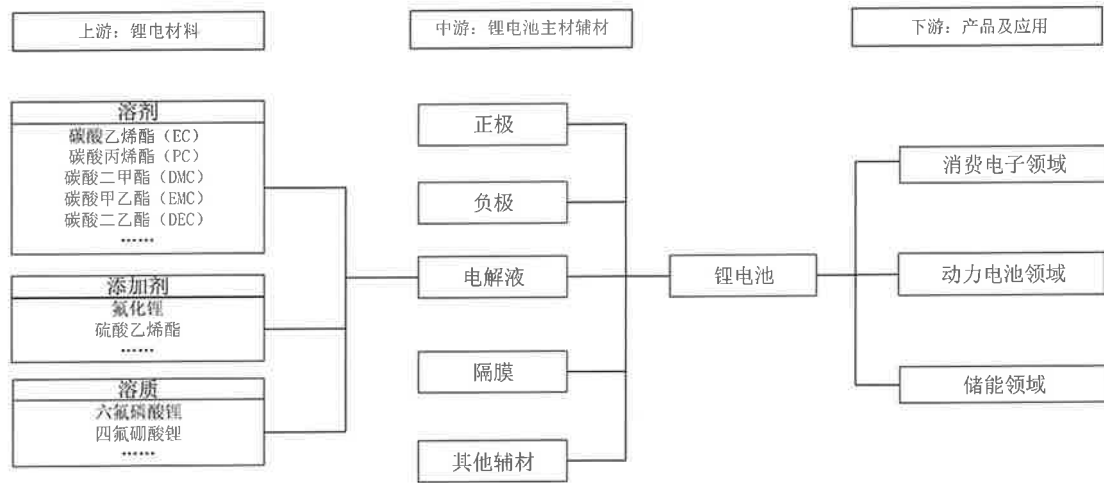 上游：锂电材料
中游：锂电池主材辅材
下游：产品及应用
溶剂
碳酸乙烯酯（EC）
碳酸丙烯酯（PC）
碳酸二甲酯（DMC）
碳酸甲乙酯（EMC）
碳酸二乙酯（DEC）
……
添加剂
氟化锂
硫酸乙烯酯
……
溶质
六氟磷酸锂
四氟硼酸锂
……
正极
负极
电解液
隔膜
其他辅材
锂电池
消费电子领域
动力电池领域
储能领域